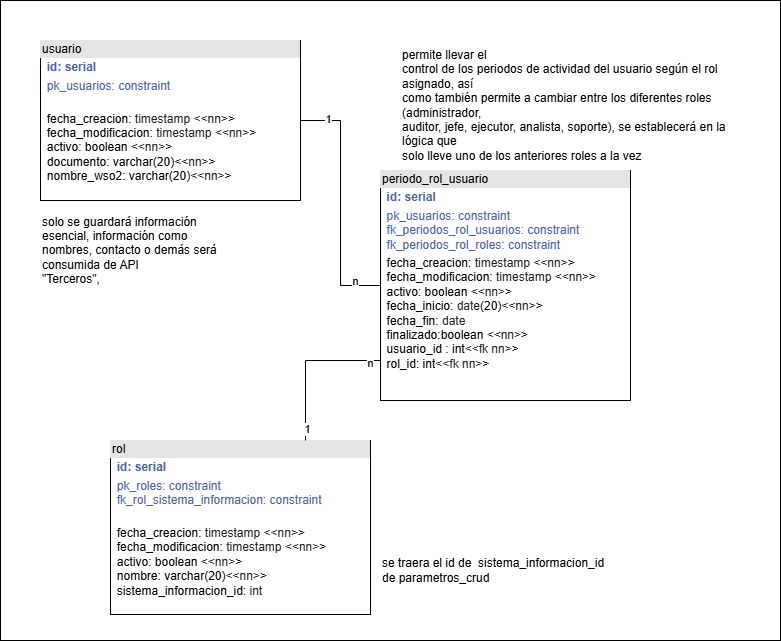 usuario
id: serial
pk_usuarios: constraint
fecha_creacion: timestamp <<nn>>
fecha_modificacion: timestamp <<nn>>
activo: boolean <<nn>>
documento: varchar(20)<<nn>>
nombre_wso2: varchar(20)<<nn>>
solo se guardará información
esencial, información como
nombres, contacto o demás será
consumida de API
"Terceros",
permite llevar el
control de los periodos de actividad del usuario según el rol
asignado, así
como también permite a cambiar entre los diferentes roles
(administrador,
auditor, jefe, ejecutor, analista, soporte), se establecerá en la
lógica que
solo lleve uno de los anteriores roles a la vez
1
n
periodo_rol_usuario
id: serial
pk_usuarios: constraint
fk_periodos_rol_usuarios: constraint
fk_periodos_rol_roles: constraint
fecha_creacion: timestamp <<nn>>
fecha_modificacion: timestamp <<nn>>
activo: boolean <<nn>>
fecha_inicio: date(20)<<nn>>
fecha_fin: date
finalizado:boolean <<nn>>
usuario_id : int<<fk nn>>
rol_id: int<<fk nn>>
n
1
rol
id: serial
pk_roles: constraint
fk_rol_sistema_informacion: constraint
fecha_creacion: timestamp <<nn>>
fecha_modificacion: timestamp <<nn>>
activo: boolean <<nn>>
nombre: varchar(20)<<nn>>
sistema_informacion_id: int
se traera el id de  sistema_informacion_id
de parametros_crud